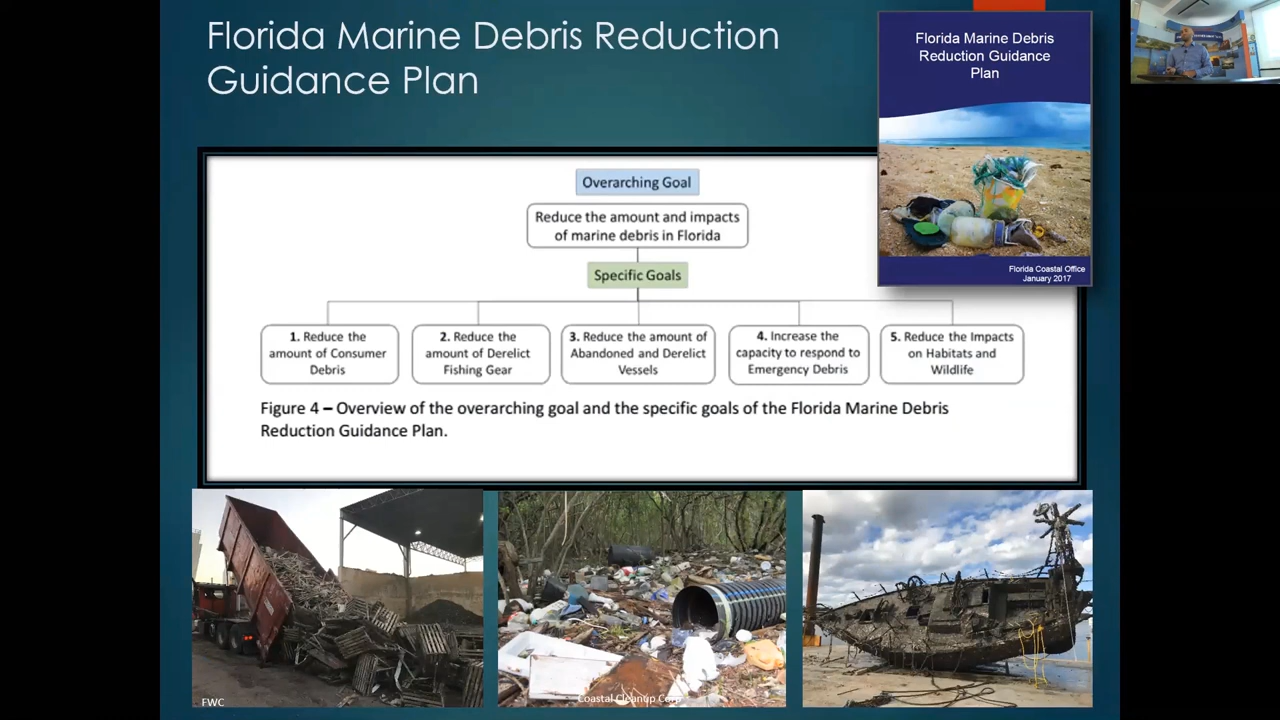 Florida Marine Debris Reduction
Guidance Plan
Florida Marine Debris
Reduction Guidance
Plan
Florida Coastal Office
January 2017
Overarching Goal
Reduce the amount and impacts
of marine debris in Florida
Specific Goals
1. Reduce the
amount of Consumer
Debris
2. Reduce the
amount of Derelict
Fishing Gear
3. Reduce the amount of
Abandoned and Derelict
Vessels
4. Increase the
capacity to respond to
Emergency Debris
5. Reduce the Impacts
on Habitats and
Wildlife
Figure 4 – Overview of the overarching goal and the specific goals of the Florida Marine Debris
Reduction Guidance Plan.
FWC
Coastal Cleanup